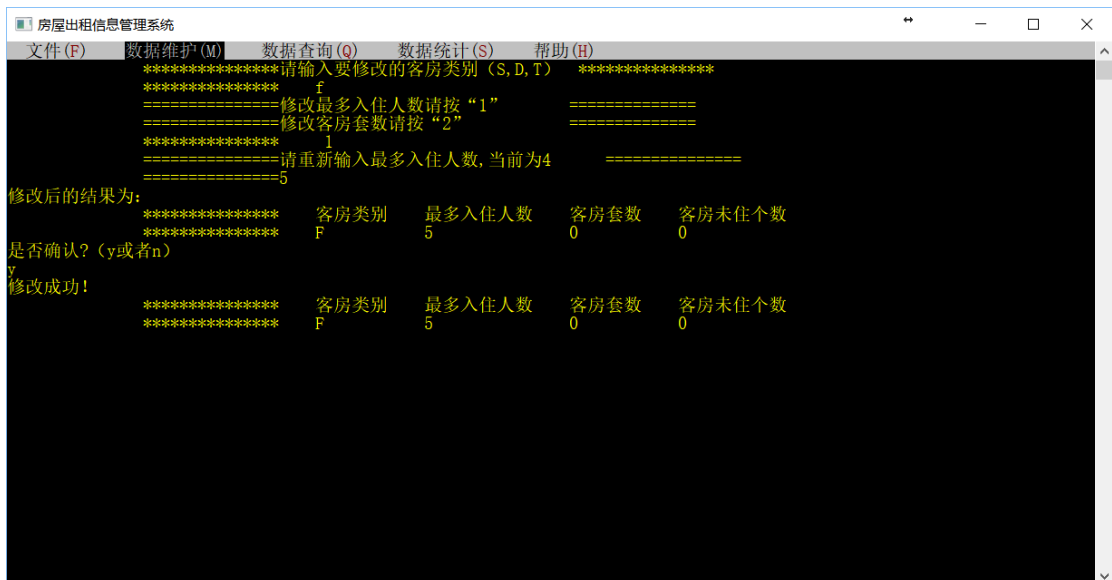 房屋出租信息管理系统
文件(F) 数据维护(M) 数据查询(Q) 数据统计(S) 帮助(H)
***************请输入要修改的客房类别（S,D,T） ***************
*************** f
===============修改最多入住人数请按“1” ==============
===============修改客房套数请按“2” ==============
*************** 1
===============请重新输入最多入住人数,当前为4 ===============
===============5
修改后的结果为:
*************** 客房类别 最多入住人数 客房套数 客房未住个数
*************** F 5 0 0
是否确认?（y或者n）
y
修改成功!
*************** 客房类别 最多入住人数 客房套数 客房未住个数
*************** F 5 0 0